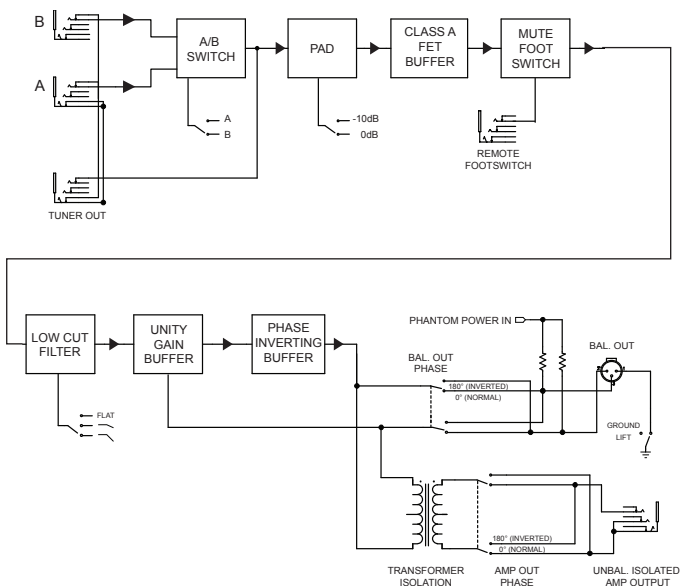 B
A
A/B
SWITCH
PAD
CLASS A
FET
BUFFER
MUTE
FOOT
SWITCH
A
B
-10dB
0dB
REMOTE
FOOTSWITCH
TUNER OUT
LOW CUT
FILTER
UNITY
GAIN
BUFFER
PHASE
INVERTING
BUFFER
PHANTOM POWER IN
BAL. OUT
PHASE
BAL. OUT
180° (INVERTED)
0° (NORMAL)
FLAT
GROUND
LIFT
180° (INVERTED)
0° (NORMAL)
TRANSFORMER
ISOLATION
AMP OUT
PHASE
UNBAL. ISOLATED
AMP OUTPUT